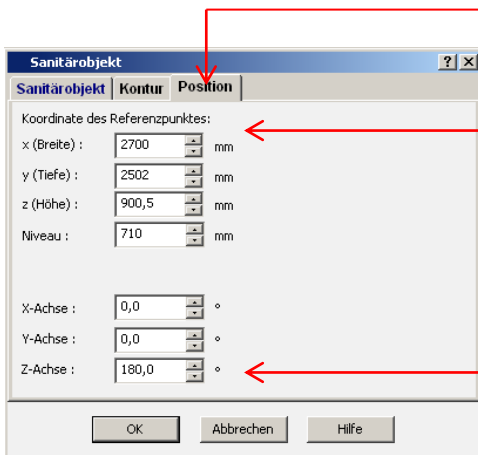 Sanitärobjekt
Sanitärobjekt Kontur Position
Koordinate des Referenzpunktes:
x (Breite) : 2700 mm
y (Tiefe) : 2502 mm
z (Höhe) : 900,5 mm
Niveau : 710 mm
X-Achse : 0,0 °
Y-Achse : 0,0 °
Z-Achse : 180,0 °
OK Abbrechen Hilfe